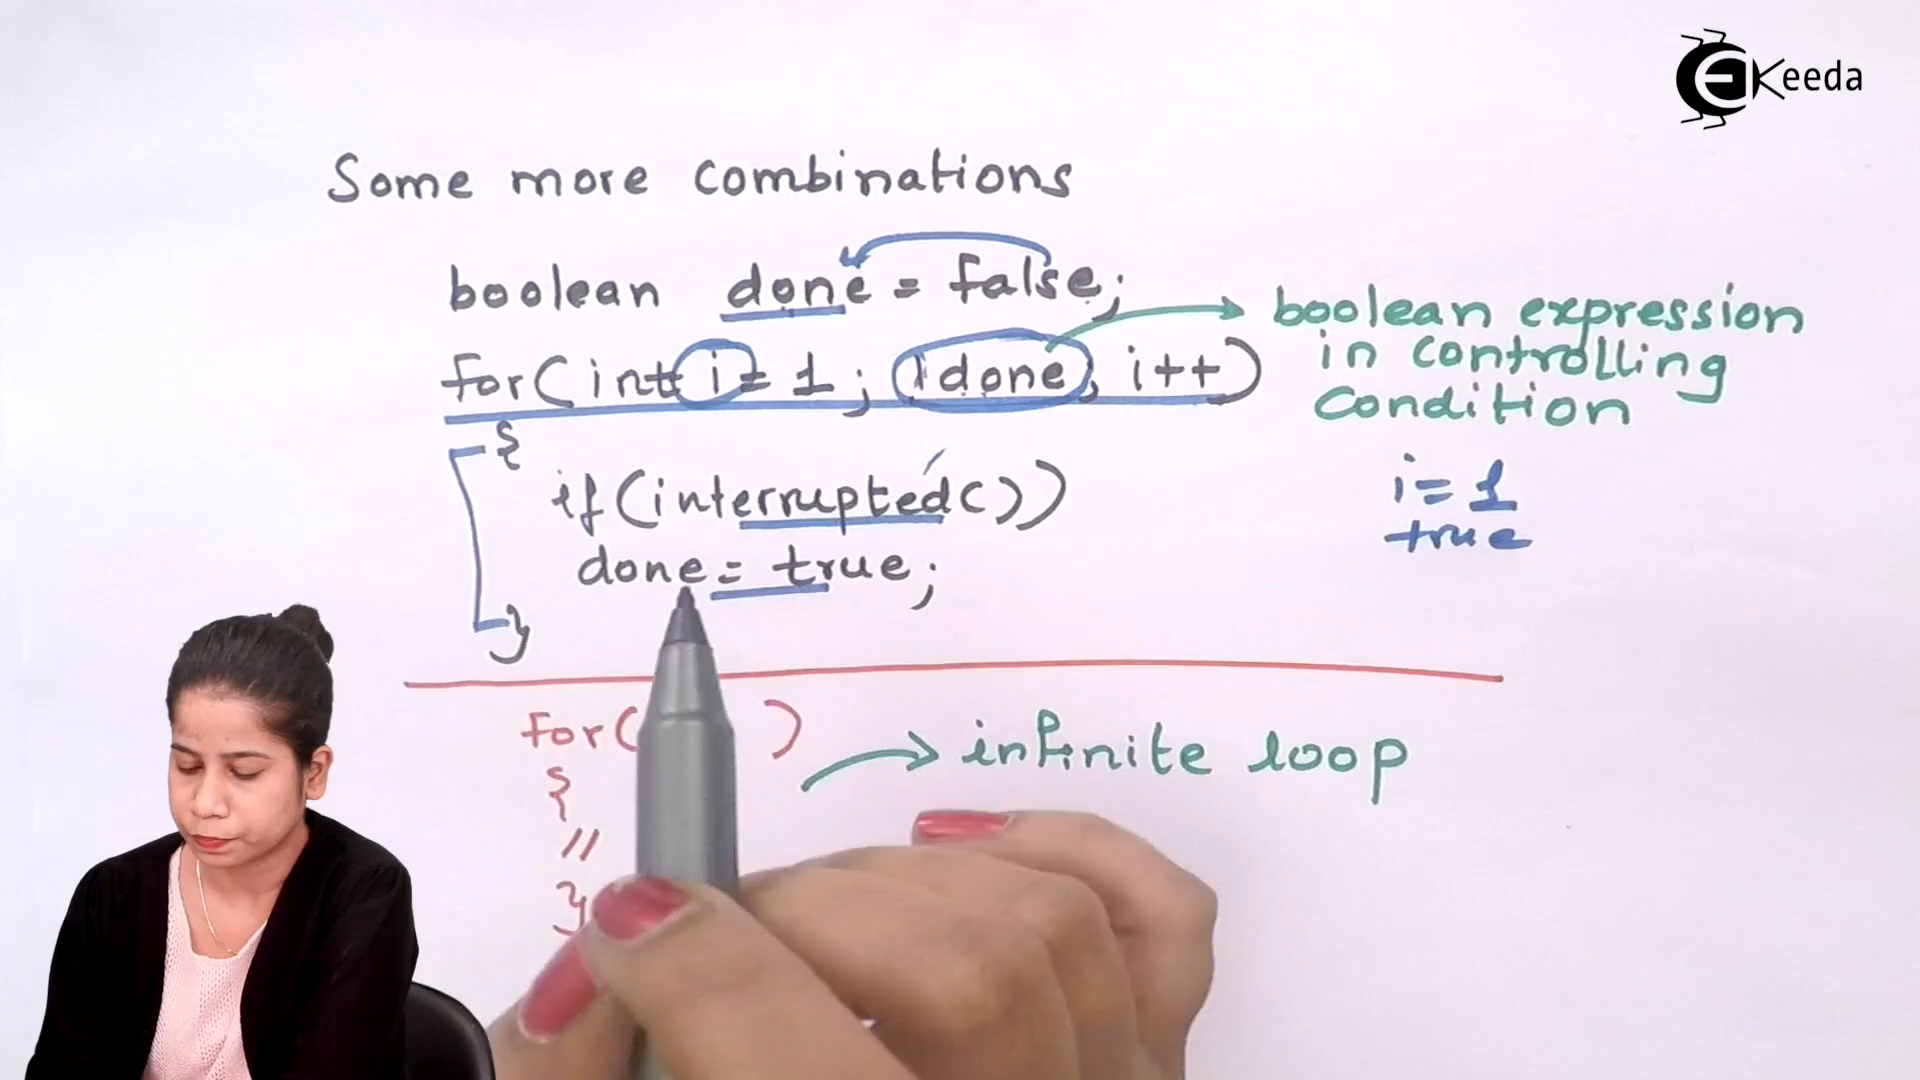 EKeeda
Some more combinations
boolean done = false;
for(int i = 1; !done; i++)
boolean expression
in controlling
condition
{
if(interrupted())
done = true;
}
i = 1
true
for( )
{
//
}
infinite loop